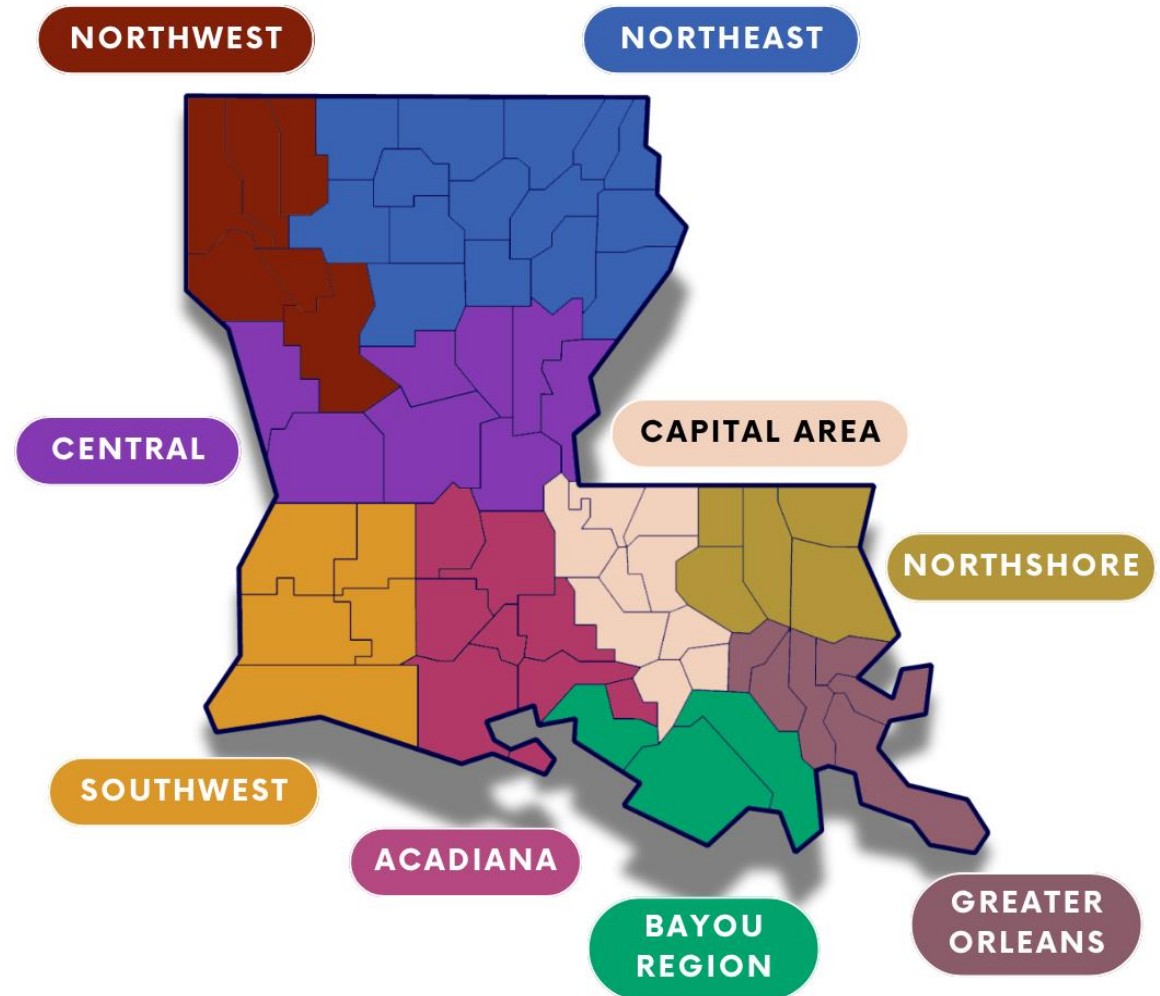 NORTHWEST
NORTHEAST
CENTRAL
CAPITAL AREA
NORTHSHORE
SOUTHWEST
ACADIANA
BAYOU
REGION
GREATER
ORLEANS